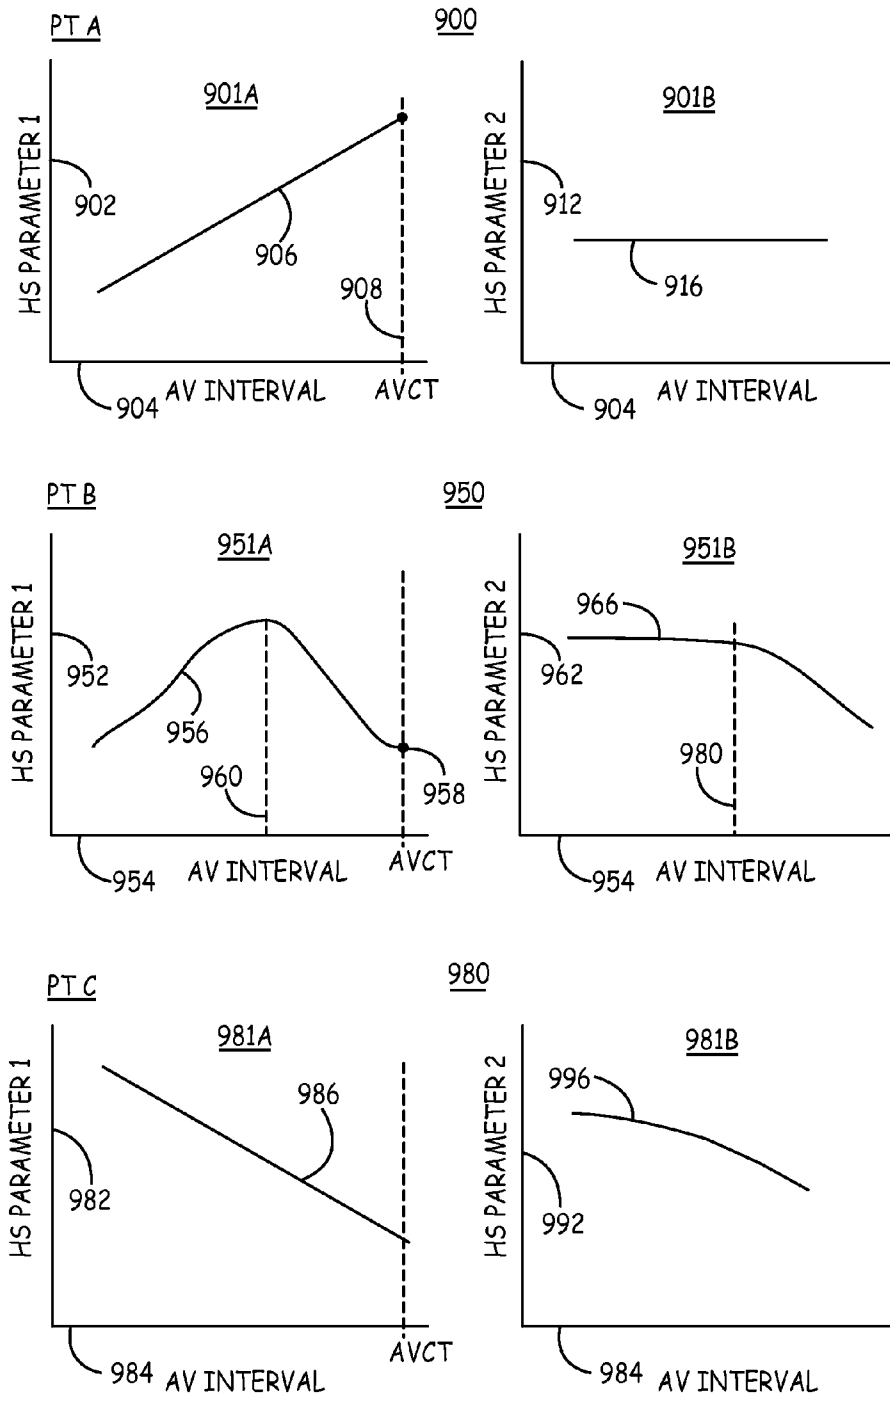 PT A
900
901A
HS PARAMETER 1
902
906
908
904
AV INTERVAL
AVCT
901B
HS PARAMETER 2
912
916
904
AV INTERVAL
PT B
950
951A
HS PARAMETER 1
952
956
960
958
954
AV INTERVAL
AVCT
951B
HS PARAMETER 2
966
962
980
954
AV INTERVAL
PT C
980
981A
HS PARAMETER 1
986
982
984
AV INTERVAL
AVCT
981B
HS PARAMETER 2
996
992
984
AV INTERVAL